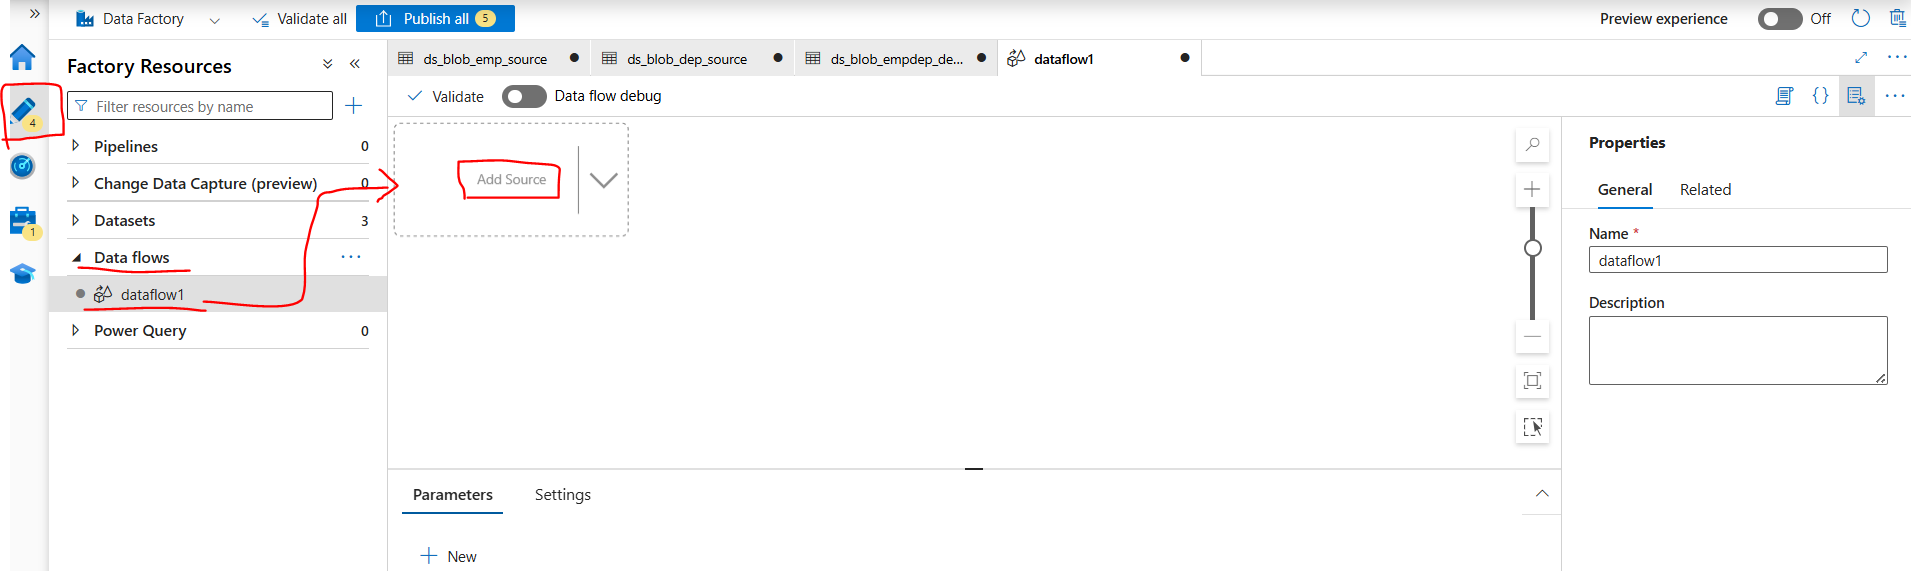 »
Data Factory
Validate all
Publish all 5
Preview experience
Off
Factory Resources
«
Filter resources by name
4
Pipelines 0
Change Data Capture (preview) 0
Datasets 3
1
Data flows ...
dataflow1
Power Query 0
ds_blob_emp_source
ds_blob_dep_source
ds_blob_empdep_de...
dataflow1
...
Validate
Data flow debug
{}
...
Add Source
Parameters
Settings
New
Properties
General
Related
Name *
dataflow1
Description